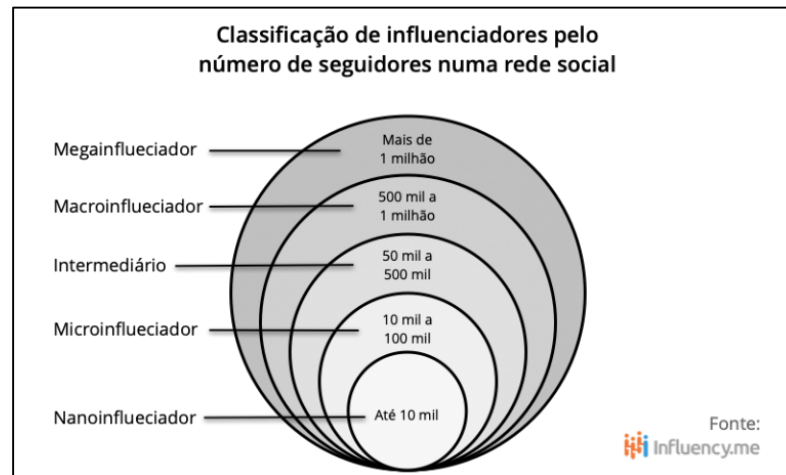 Classificação de influenciadores pelo
número de seguidores numa rede social
Megainflueciador
Mais de
1 milhão
Macroinflueciador
500 mil a
1 milhão
Intermediário
50 mil a
500 mil
Microinflueciador
10 mil a
100 mil
Nanoinflueciador
Até 10 mil
Fonte:
Influency.me